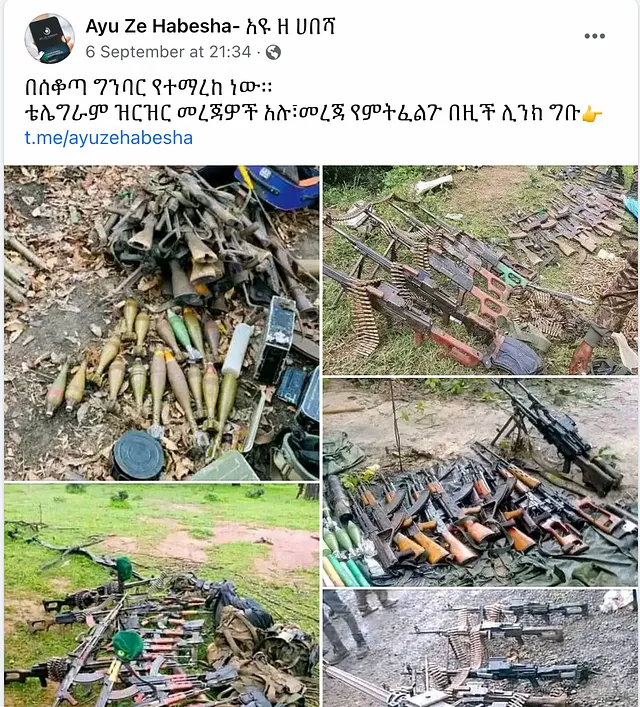 Ayu Ze Habesha- አዩ ዘ ሀበሻ
6 September at 21:34 ·
በሰቆጣ ግንባር የተማረከ ነው።
ቴሌግራም ዝርዝር መረጃዎች አሉ፣መረጃ የምትፈልጉ በዚች ሊንክ ግቡ👉
t.me/ayuzehabesha